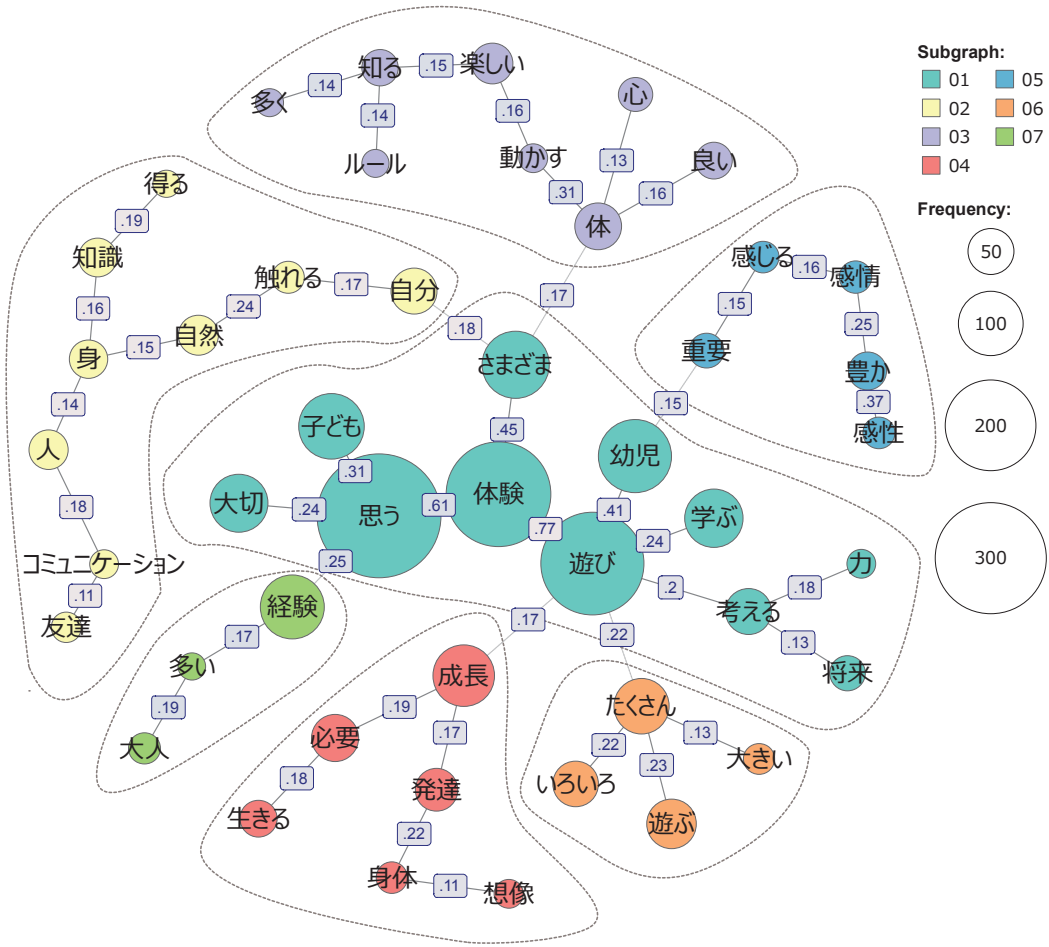 Subgraph:
01
02
03
04
05
06
07
Frequency:
50
100
200
300
多く
.14
知る
.15
楽しい
.14
ルール
.16
動かす
.31
心
.13
体
.16
良い
.17
得る
.19
知識
.16
身
.15
自然
.24
触れる
.17
自分
.18
.14
人
.18
コミュニケーション
.11
友達
感じる
.16
感情
.15
重要
.25
豊か
.37
感性
.15
さまざま
.45
子ども
.31
大切
.24
思う
.61
体験
.77
幼児
.41
遊び
.24
学ぶ
.2
考える
.18
力
.13
将来
.25
経験
.17
多い
.19
大人
.17
成長
.19
必要
.18
生きる
.17
発達
.22
身体
.11
想像
.22
たくさん
.22
いろいろ
.23
遊ぶ
.13
大きい